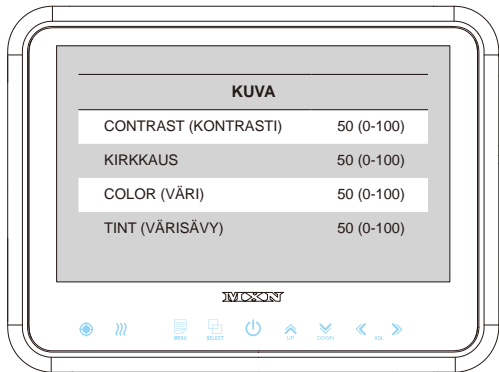 KUVA
CONTRAST (KONTRASTI) 50 (0-100)
KIRKKAUS 50 (0-100)
COLOR (VÄRI) 50 (0-100)
TINT (VÄRISÄVY) 50 (0-100)
MXN
MENU SELECT UP DOWN VOL